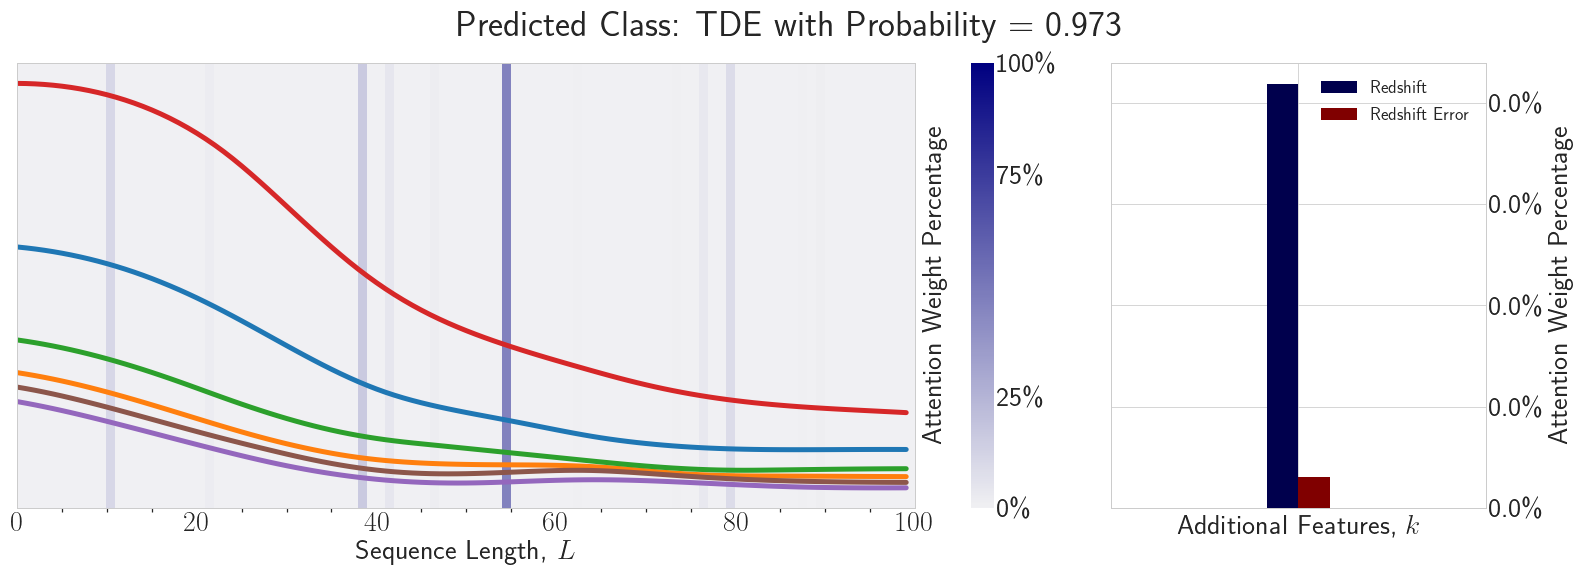 Predicted Class: TDE with Probability = 0.973
0 20 40 60 80 100
Sequence Length, L
Attention Weight Percentage
100%
75%
25%
0%
Redshift
Redshift Error
0.0%
0.0%
0.0%
0.0%
0.0%
Attention Weight Percentage
Additional Features, k